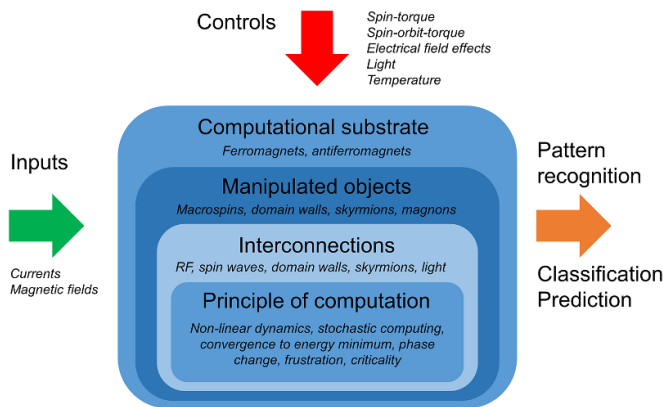 Controls
Spin-torque
Spin-orbit-torque
Electrical field effects
Light
Temperature
Inputs
Currents
Magnetic fields
Computational substrate
Ferromagnets, antiferromagnets
Manipulated objects
Macrospins, domain walls, skyrmions, magnons
Interconnections
RF, spin waves, domain walls, skyrmions, light
Principle of computation
Non-linear dynamics, stochastic computing,
convergence to energy minimum, phase
change, frustration, criticality
Pattern
recognition
Classification
Prediction